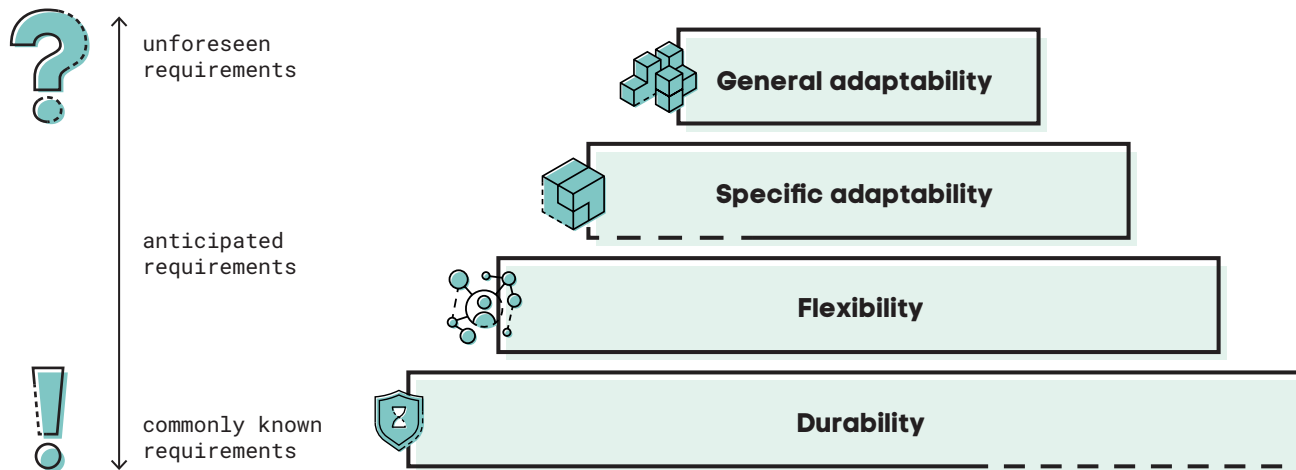 unforeseen
requirements
General adaptability
Specific adaptability
anticipated
requirements
Flexibility
commonly known
requirements
Durability